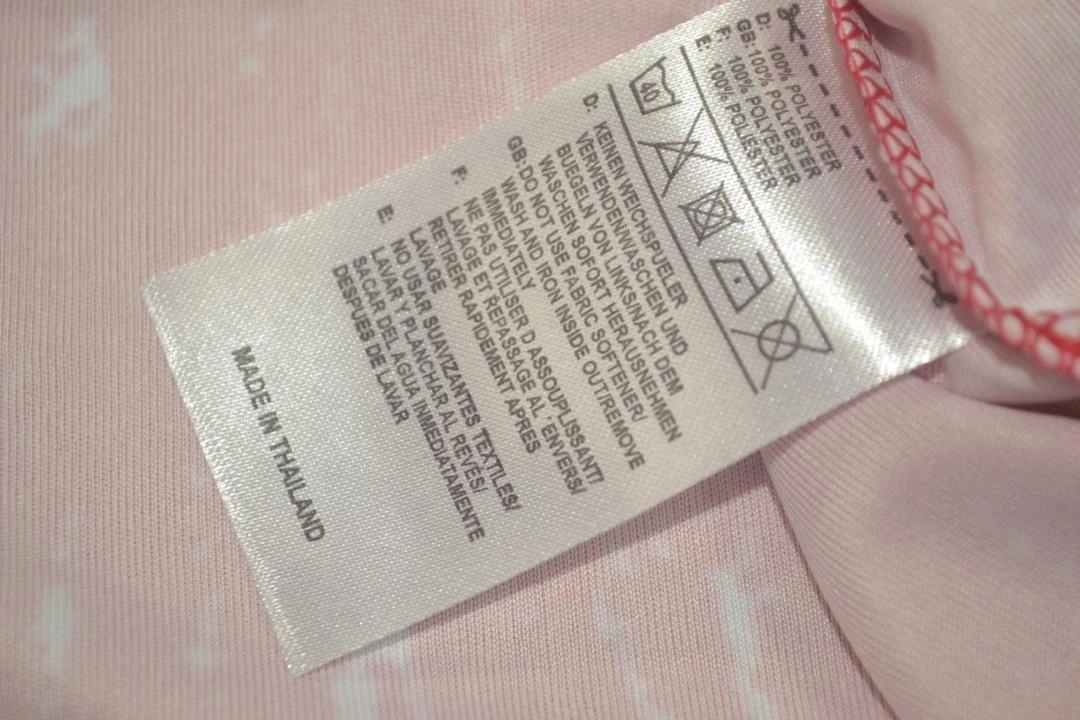 D: 100% POLYESTER
GB: 100% POLYESTER
F: 100% POLYESTER
E: 100% POLIESTER
40
D: KEINEN WEICHSPUELER
VERWENDEN/WASCHEN UND
BUEGELN VON LINKS/NACH DEM
WASCHEN SOFORT HERAUSNEHMEN
GB: DO NOT USE FABRIC SOFTENER/
WASH AND IRON INSIDE OUT/REMOVE
IMMEDIATELY
F: NE PAS UTILISER D ASSOUPLISSANT/
LAVAGE ET REPASSAGE AL' ENVERS/
RETIRER RAPIDEMENT APRES
LAVAGE
E: NO USAR SUAVIZANTES TEXTILES/
LAVAR Y PLANCHAR AL REVES/
SACAR DEL AGUA INMEDIATAMENTE
DESPUES DE LAVAR
MADE IN THAILAND